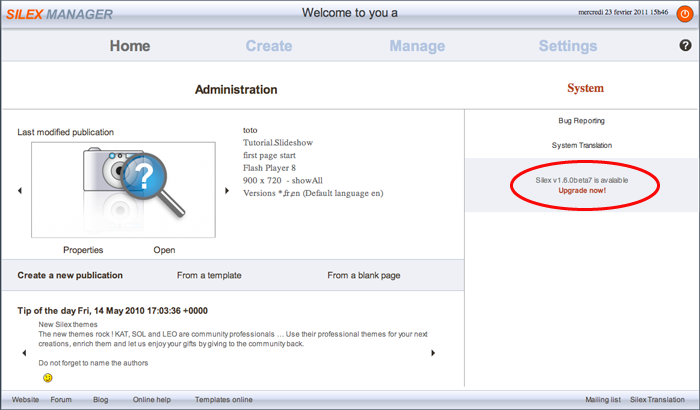 SILEX MANAGER
Welcome to you a
mercredi 23 fevrier 2011 15h46
Home
Create
Manage
Settings
?
Administration
System
Last modified publication
?
toto
Tutorial.Slideshow
first page start
Flash Player 8
900 x 720 - showAll
Versions *.fr,en (Default language en)
Properties
Open
Bug Reporting
System Translation
Silex v1.6.0beta7 is avalable
Upgrade now!
Create a new publication
From a template
From a blank page
Tip of the day Fri, 14 May 2010 17:03:36 +0000
New Silex themes
The new themes rock ! KAT, SOL and LEO are community professionals ... Use their professional themes for your next
creations, enrich them and let us enjoy your gifts by giving to the community back.
Do not forget to name the authors
Website
Forum
Blog
Online help
Templates online
Mailing list
Silex Translation